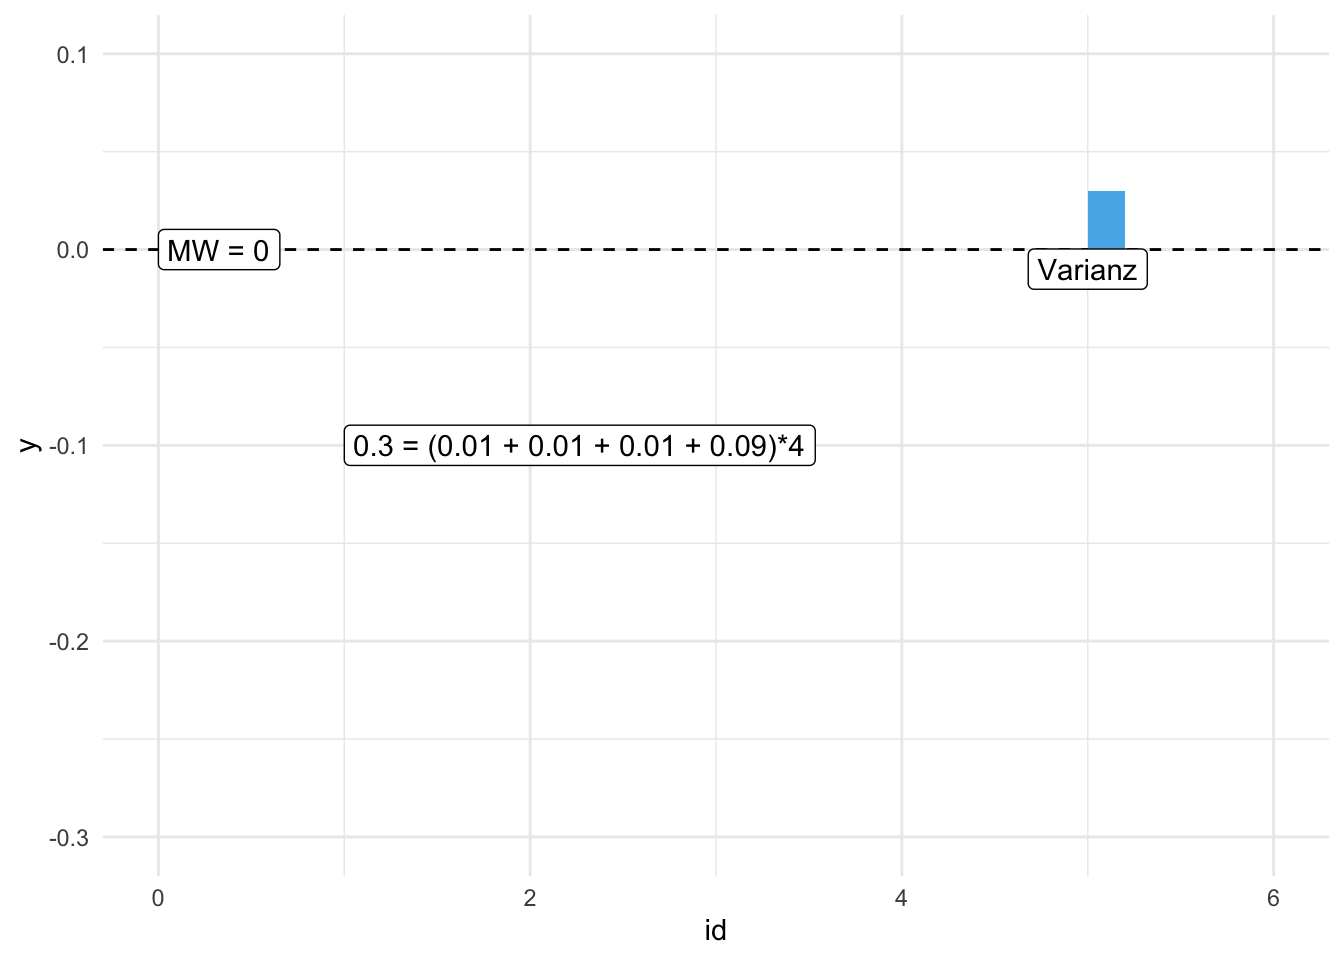 0.1
0.0
-0.1
-0.2
-0.3
y
MW = 0
Varianz
0.3 = (0.01 + 0.01 + 0.01 + 0.09)*4
0 2 4 6
id